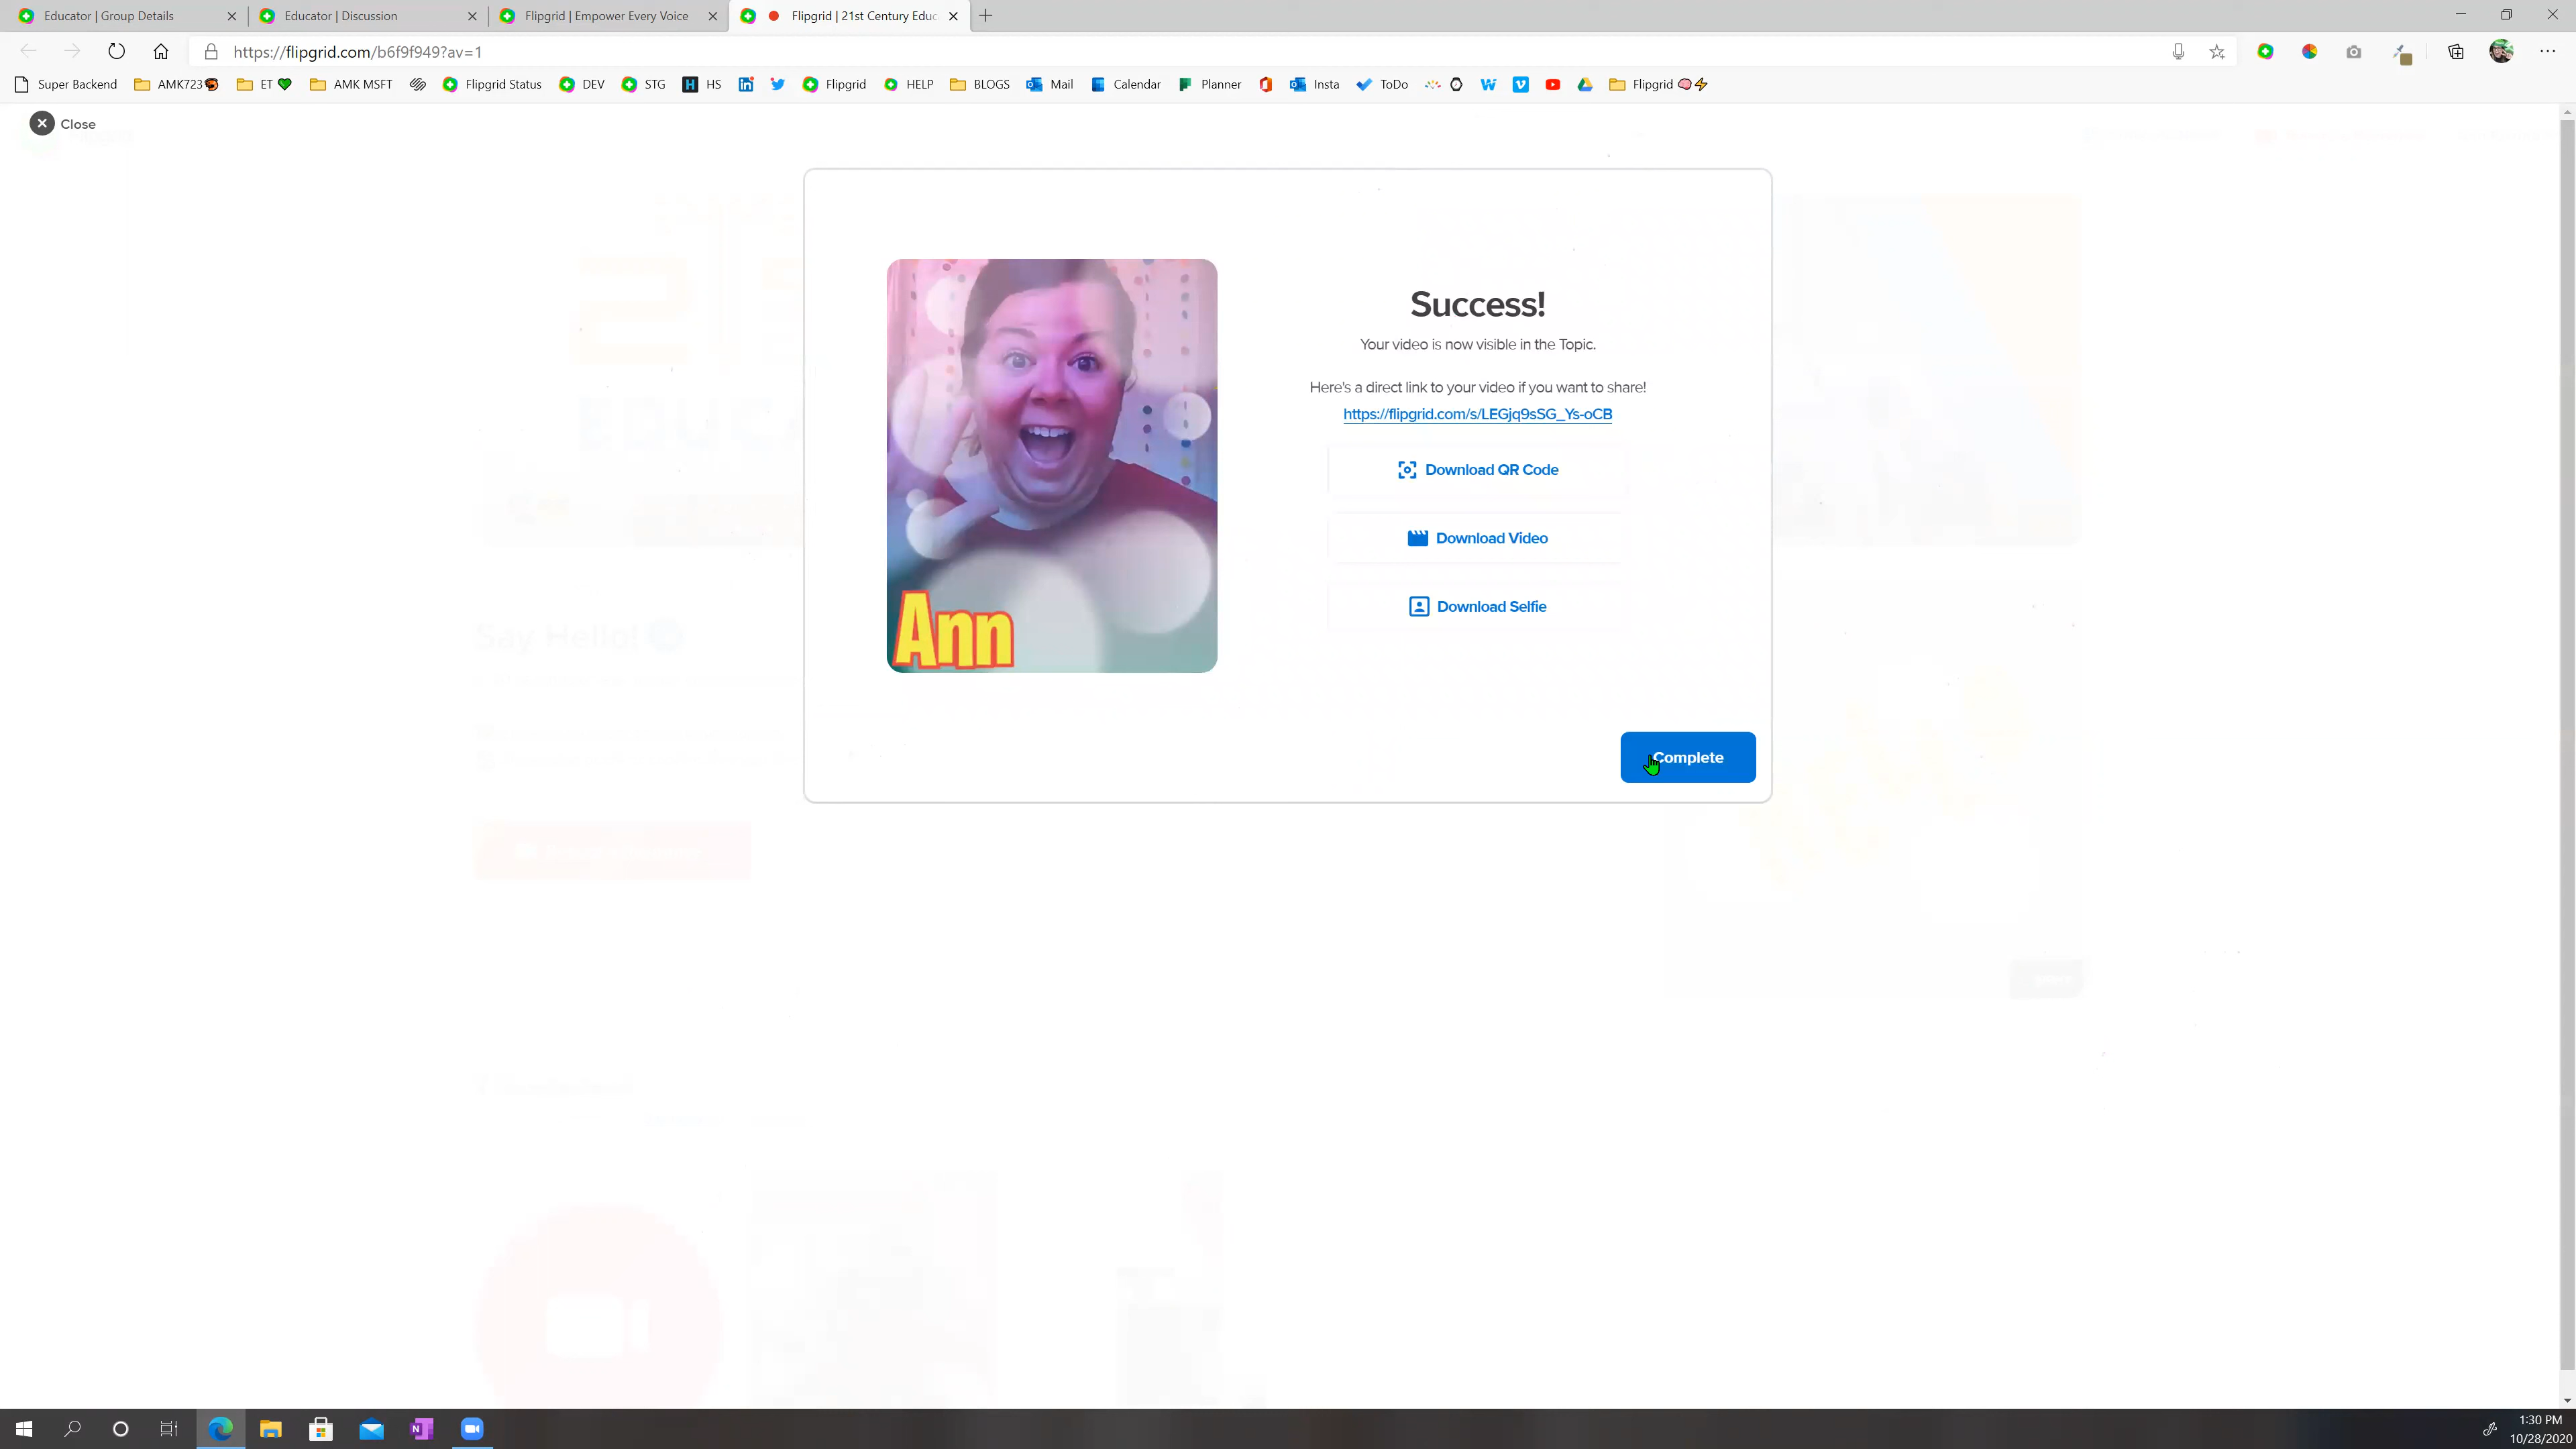 Educator | Group Details
Educator | Discussion
Flipgrid | Empower Every Voice
Flipgrid | 21st Century Educ
https://flipgrid.com/b6f9f949?av=1
Super Backend
AMK723
ET
AMK MSFT
Flipgrid Status
DEV
STG
H HS
Flipgrid
HELP
BLOGS
Mail
Calendar
Planner
Insta
ToDo
Flipgrid
Close
Success!
Your video is now visible in the Topic.
Here's a direct link to your video if you want to share!
https://flipgrid.com/s/LEGjq9sSG_Ys-oCB
Download QR Code
Download Video
Download Selfie
Ann
Complete
Say Hello!
1:30 PM
10/28/2020